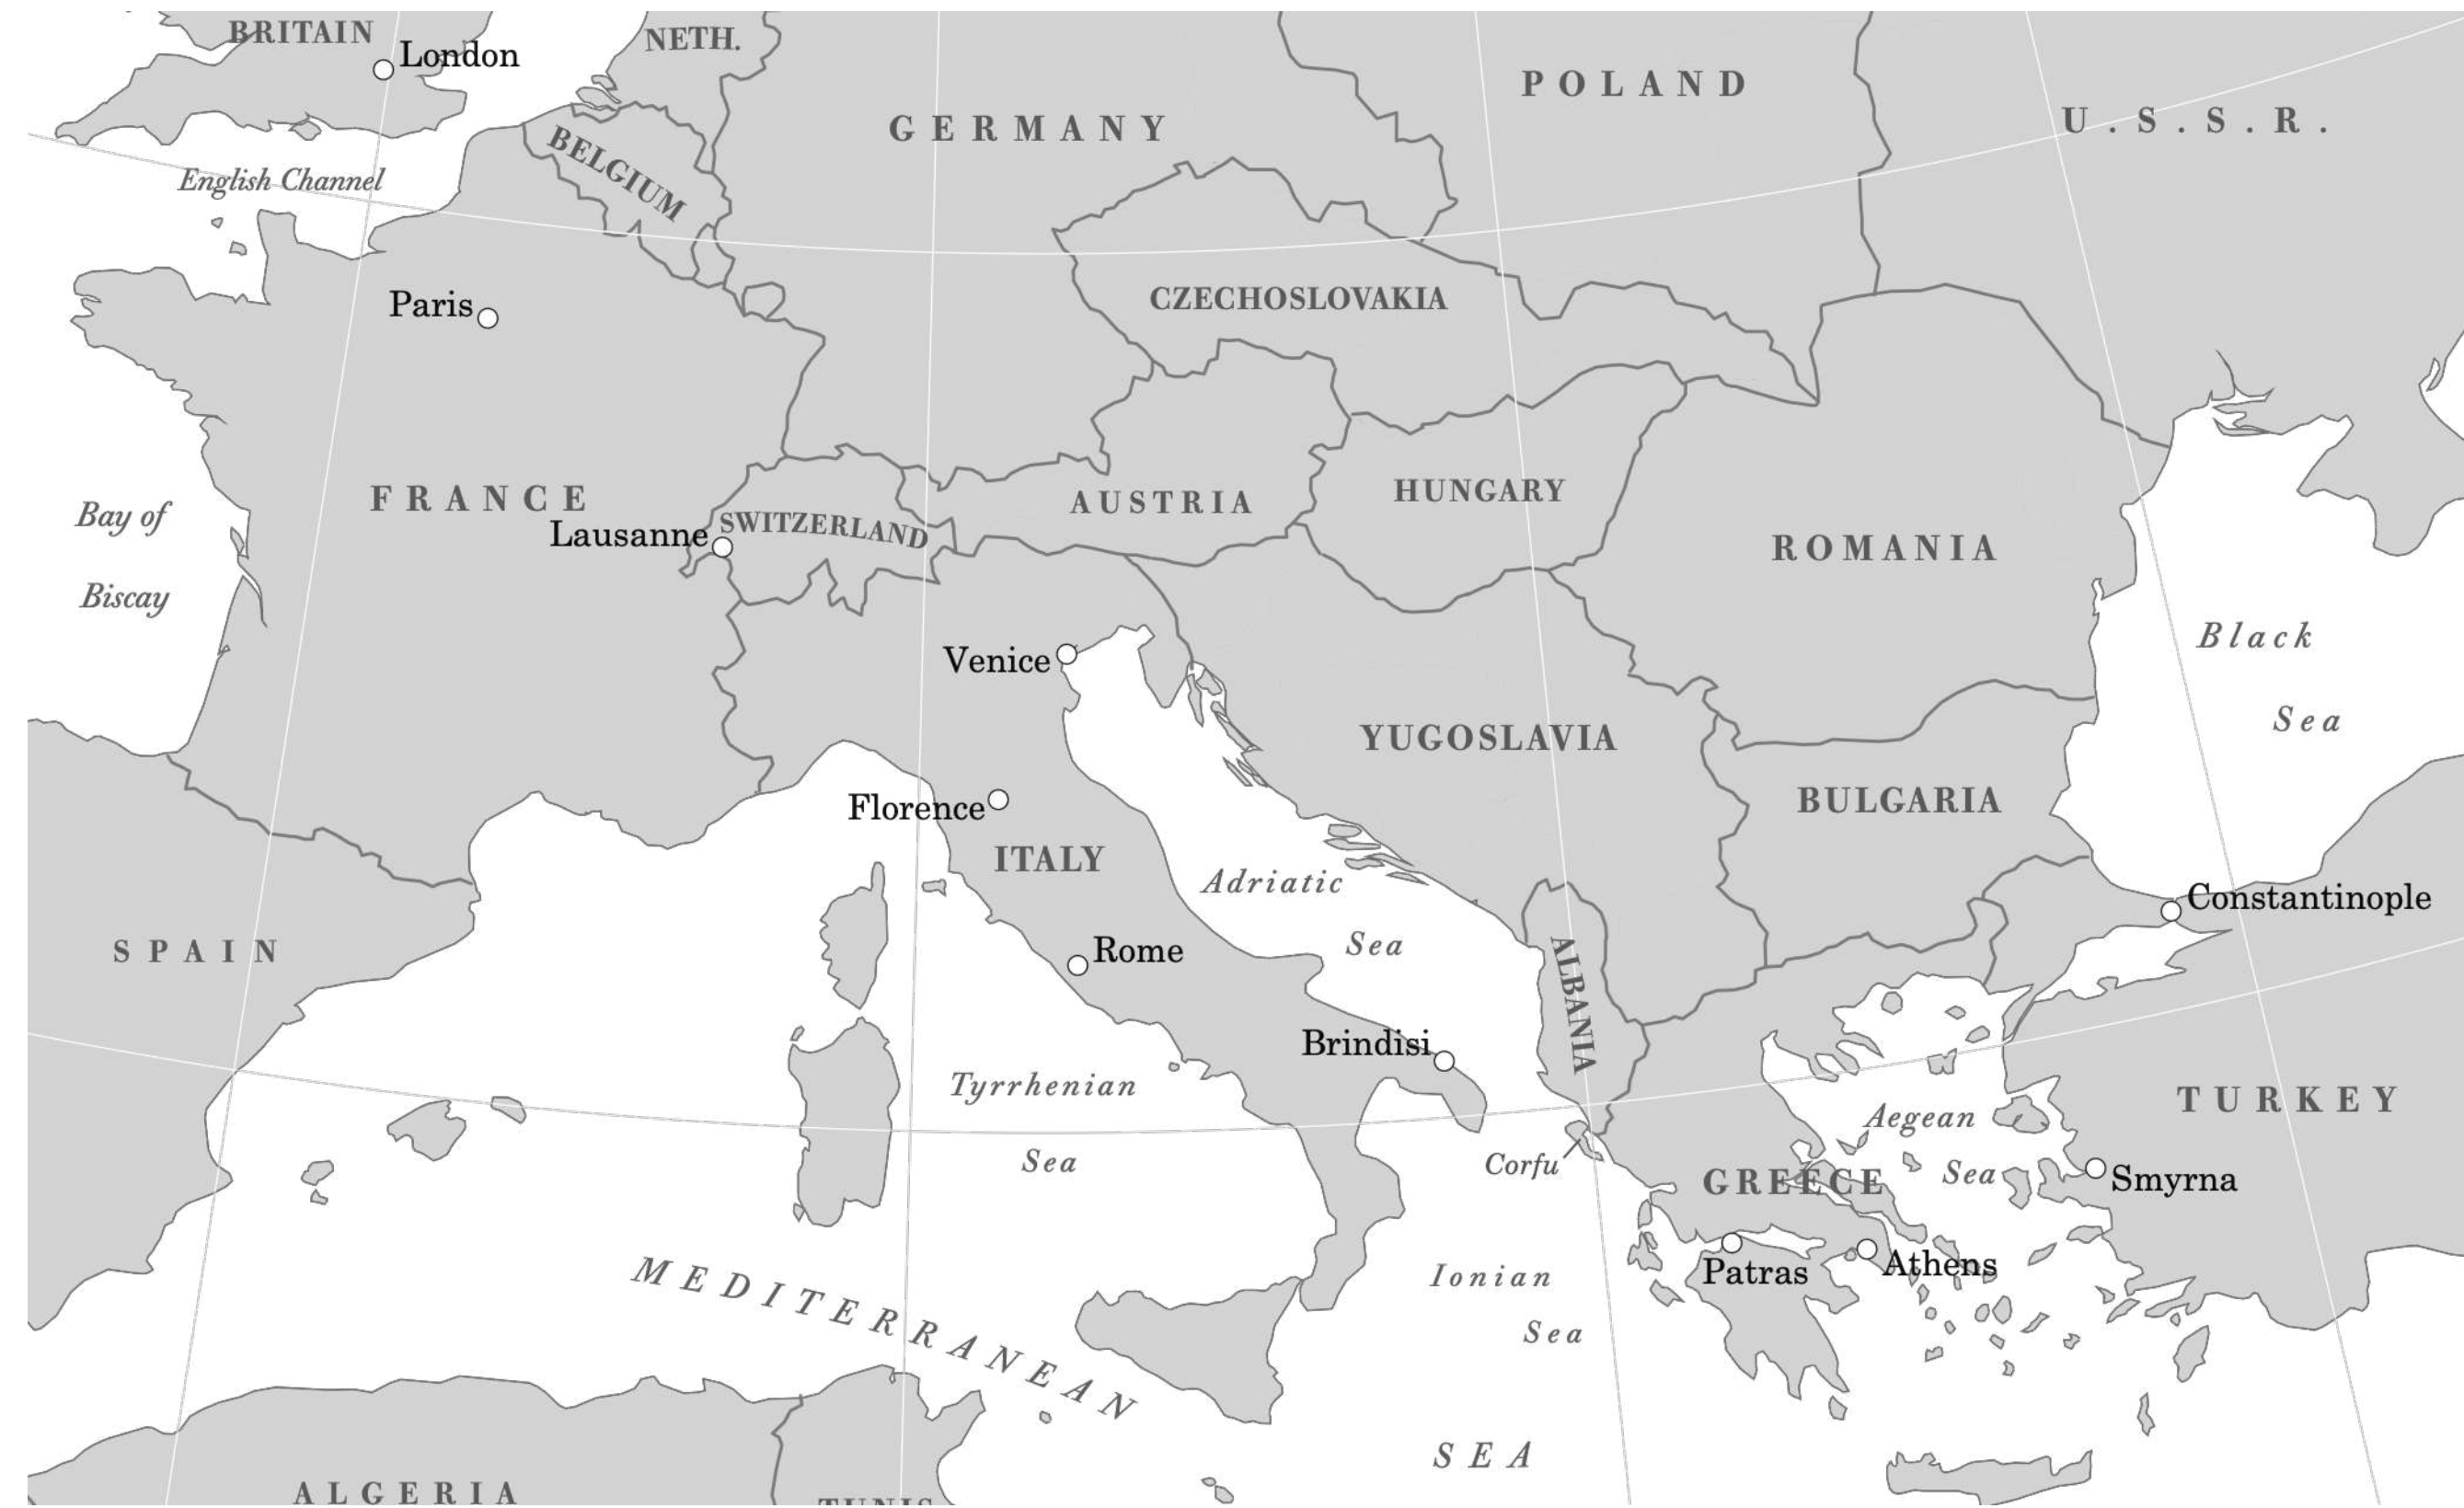 BRITAIN
London
NETH.
POLAND
U.S.S.R.
GERMANY
BELGIUM
English Channel
CZECHOSLOVAKIA
Paris
FRANCE
Bay of
Biscay
Lausanne
SWITZERLAND
AUSTRIA
HUNGARY
ROMANIA
Black
Sea
Venice
YUGOSLAVIA
BULGARIA
Florence
ITALY
Adriatic
Sea
Constantinople
SPAIN
Rome
ALBANIA
Brindisi
Tyrrhenian
Sea
TURKEY
Aegean
Sea
Corfu
GREECE
Smyrna
Patras
Athens
Ionian
Sea
MEDITERRANEAN
SEA
ALGERIA
TUNIS